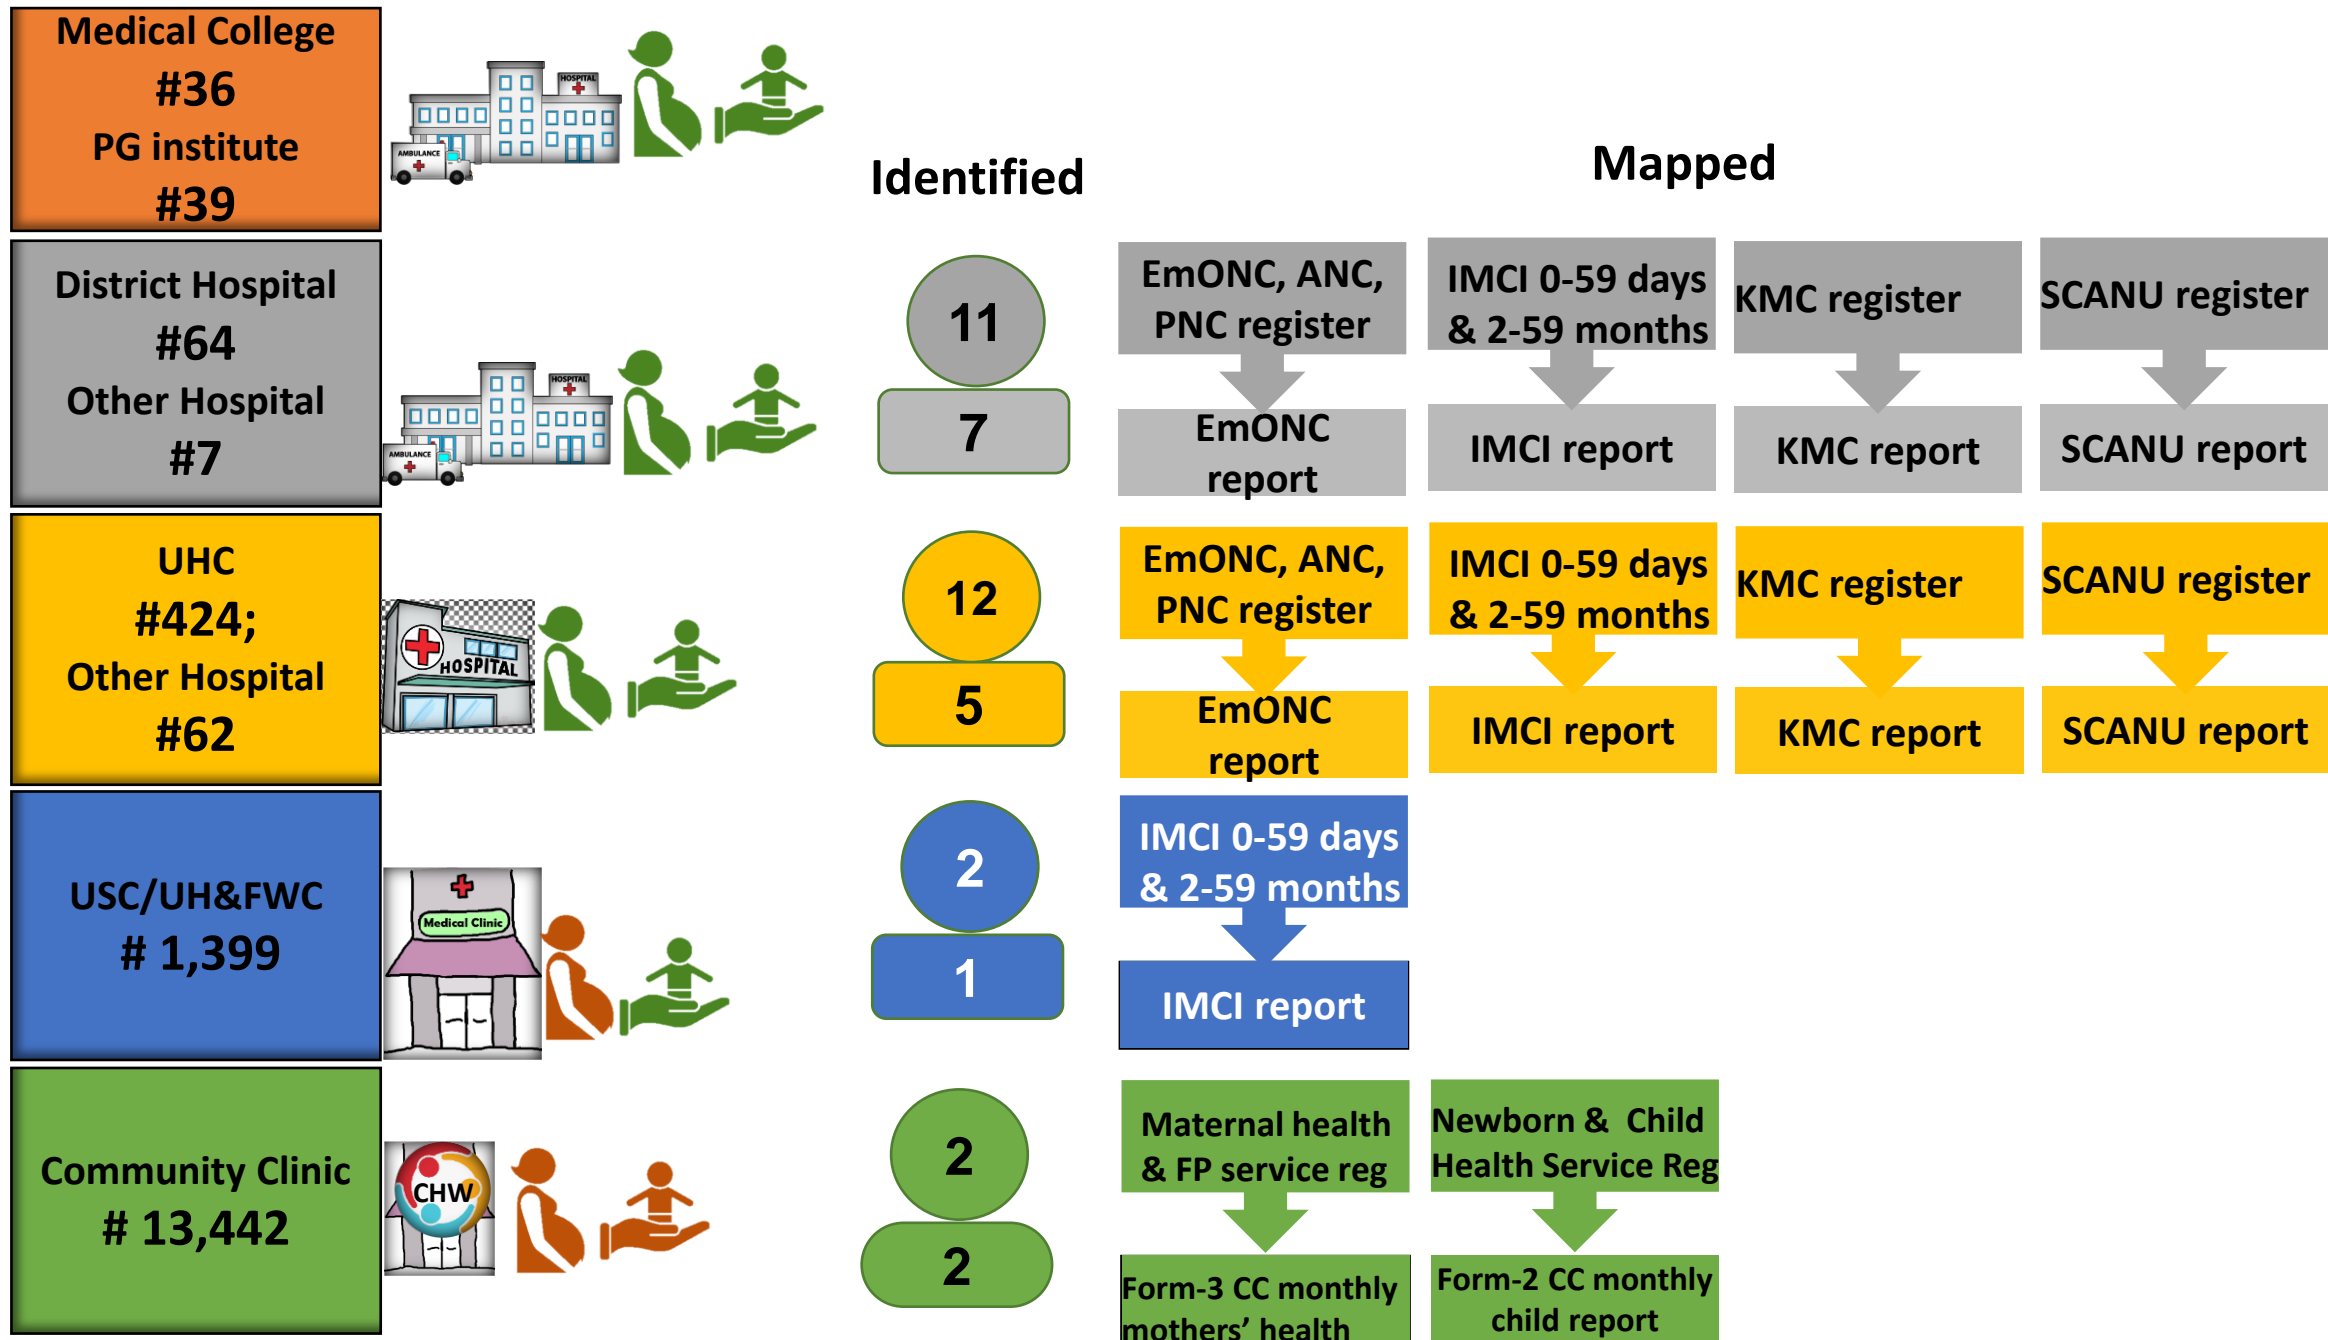 Medical College
#36
PG institute
#39
HOSPITAL
AMBULANCE
Identified
Mapped
District Hospital
#64
Other Hospital
#7
HOSPITAL
AMBULANCE
11
7
EmONC, ANC,
PNC register
EmONC
report
IMCI 0-59 days
& 2-59 months
IMCI report
KMC register
KMC report
SCANU register
SCANU report
UHC
#424;
Other Hospital
#62
HOSPITAL
12
5
EmONC, ANC,
PNC register
EmONC
report
IMCI 0-59 days
& 2-59 months
IMCI report
KMC register
KMC report
SCANU register
SCANU report
USC/UH&FWC
# 1,399
Medical Clinic
2
1
IMCI 0-59 days
& 2-59 months
IMCI report
Community Clinic
# 13,442
CHW
2
2
Maternal health
& FP service reg
Form-3 CC monthly
mothers' health
Newborn & Child
Health Service Reg
Form-2 CC monthly
child report